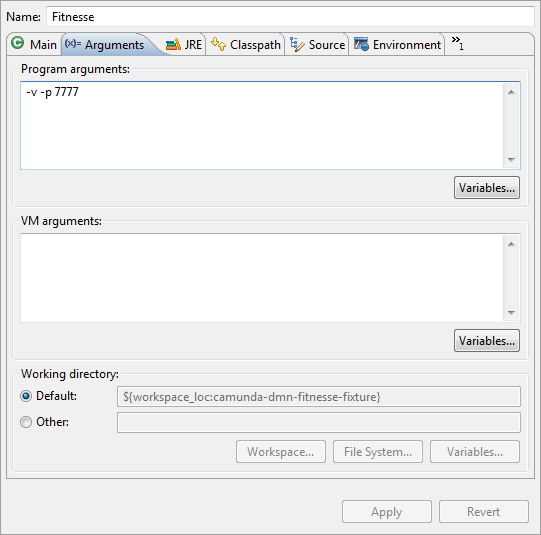 Name: Fitnesse
Main (x)= Arguments JRE Classpath Source Environment »1
Program arguments:
-v -p 7777
Variables...
VM arguments:
Variables...
Working directory:
Default: ${workspace_loc:camunda-dmn-fitnesse-fixture}
Other:
Workspace... File System... Variables...
Apply Revert